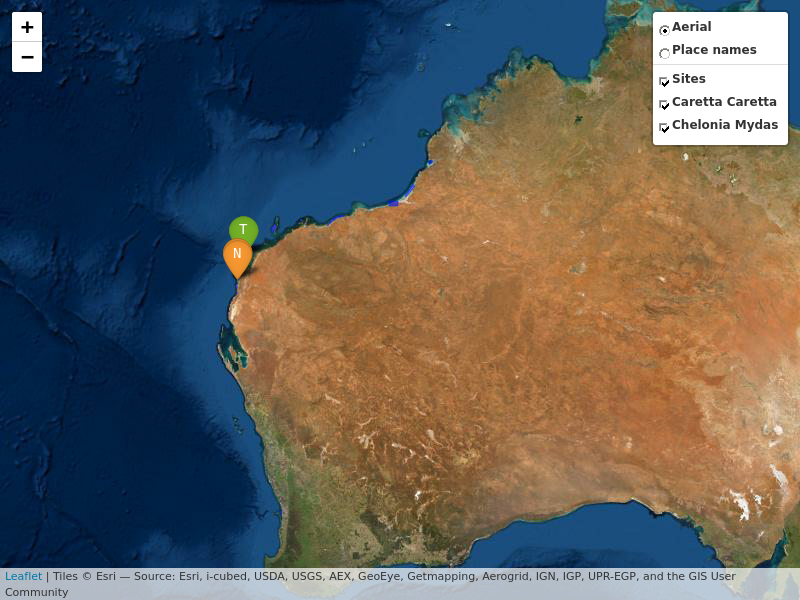 +
−
Aerial
Place names
Sites
Caretta Caretta
Chelonia Mydas
T
N
Leaflet | Tiles © Esri — Source: Esri, i-cubed, USDA, USGS, AEX, GeoEye, Getmapping, Aerogrid, IGN, IGP, UPR-EGP, and the GIS User
Community